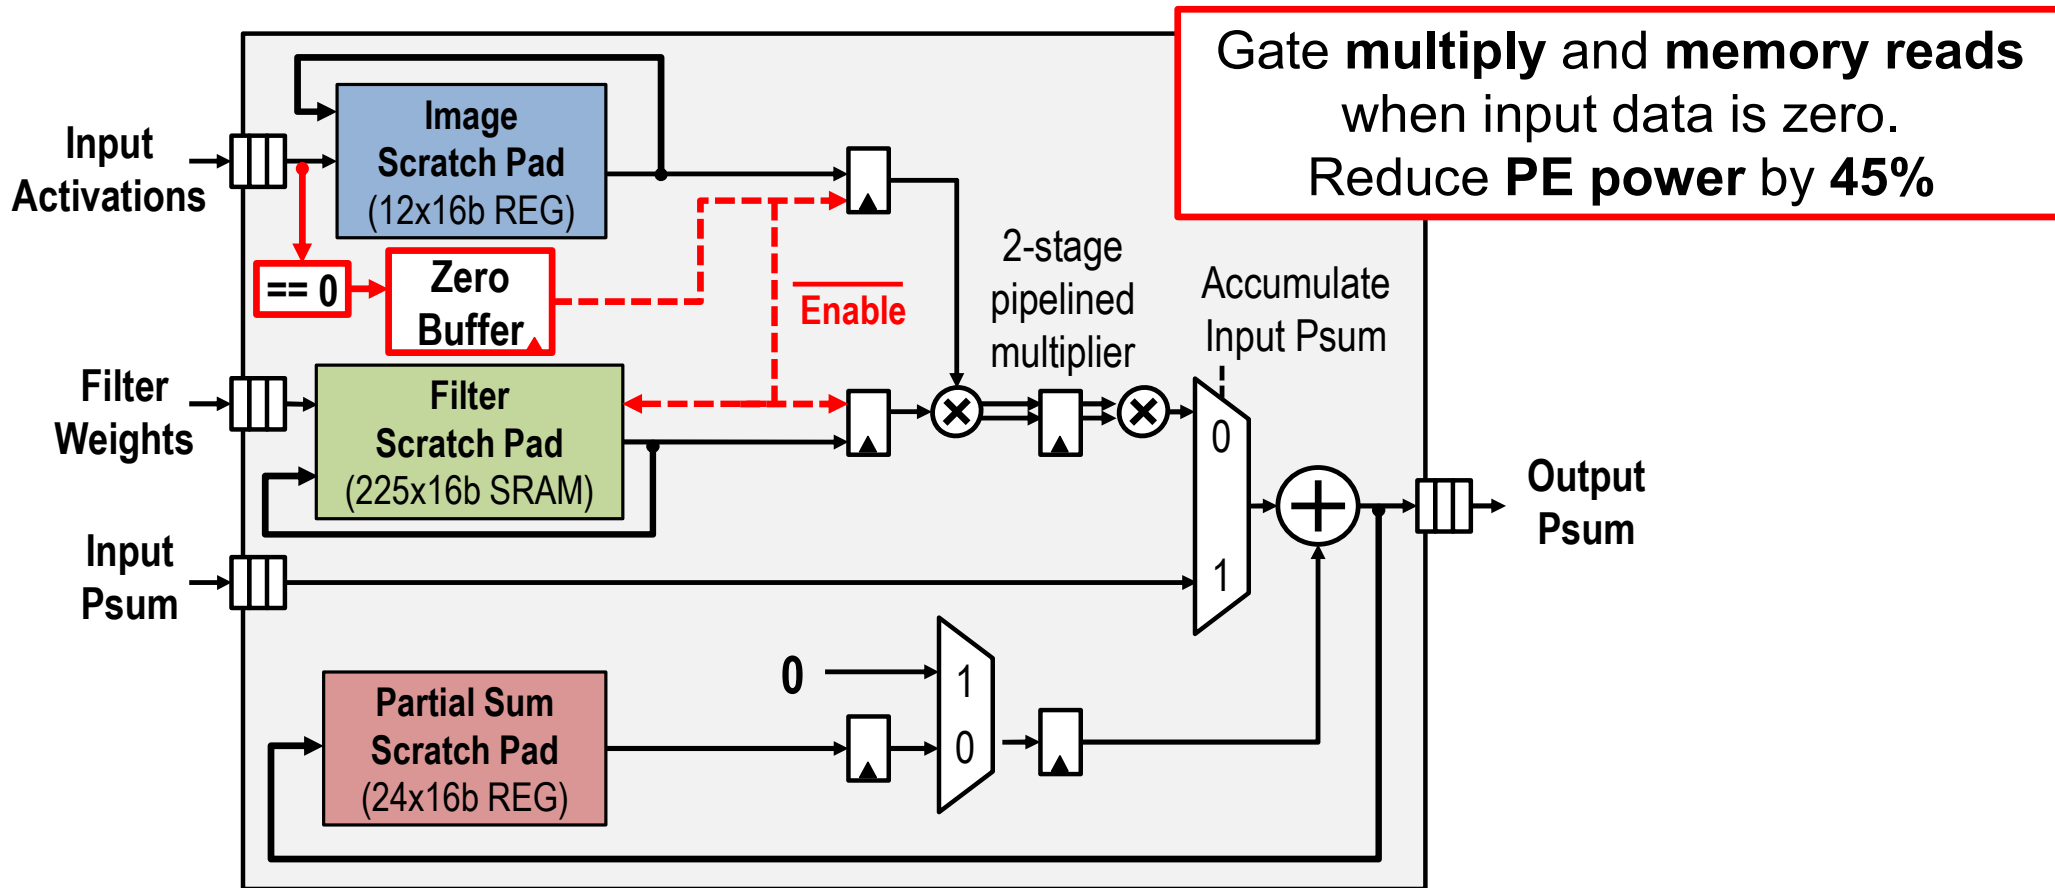 Gate multiply and memory reads
when input data is zero.
Reduce PE power by 45%
Input
Activations
Image
Scratch Pad
(12x16b REG)
== 0
Zero
Buffer
Enable
2-stage
pipelined
multiplier
Accumulate
Input Psum
Filter
Weights
Filter
Scratch Pad
(225x16b SRAM)
0
1
Output
Psum
Input
Psum
0
1
0
Partial Sum
Scratch Pad
(24x16b REG)